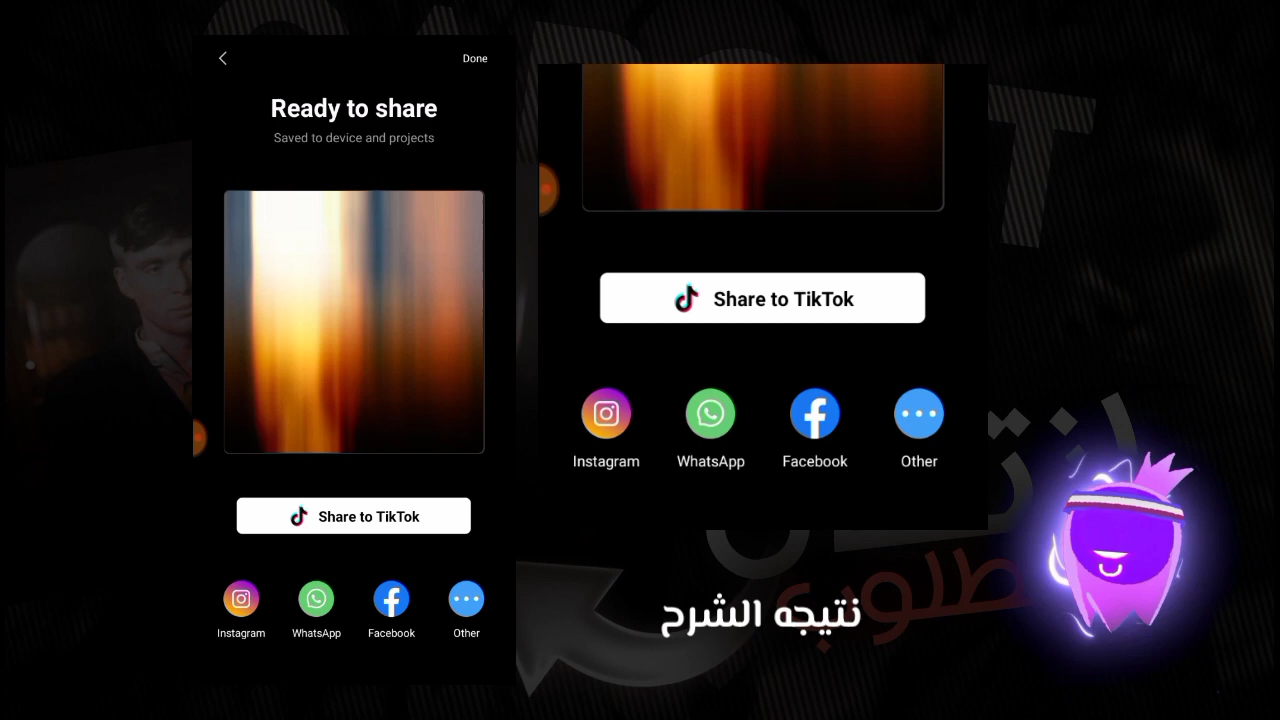 Done
Ready to share
Saved to device and projects
Share to TikTok
Instagram
WhatsApp
Facebook
Other
Share to TikTok
Instagram
WhatsApp
Facebook
Other
نتيجه الشرح